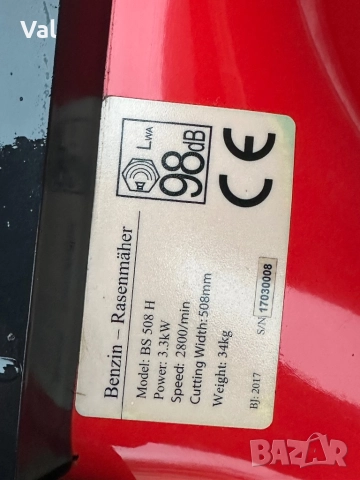 Val
Benzin – Rasenmäher
Model: BS 508 H
Power: 3.3kW
Speed: 2800/min
Cutting Width: 508mm
Weight: 34kg
BJ: 2017 S/N 17030008
LWA
98dB
CE
BAZAR